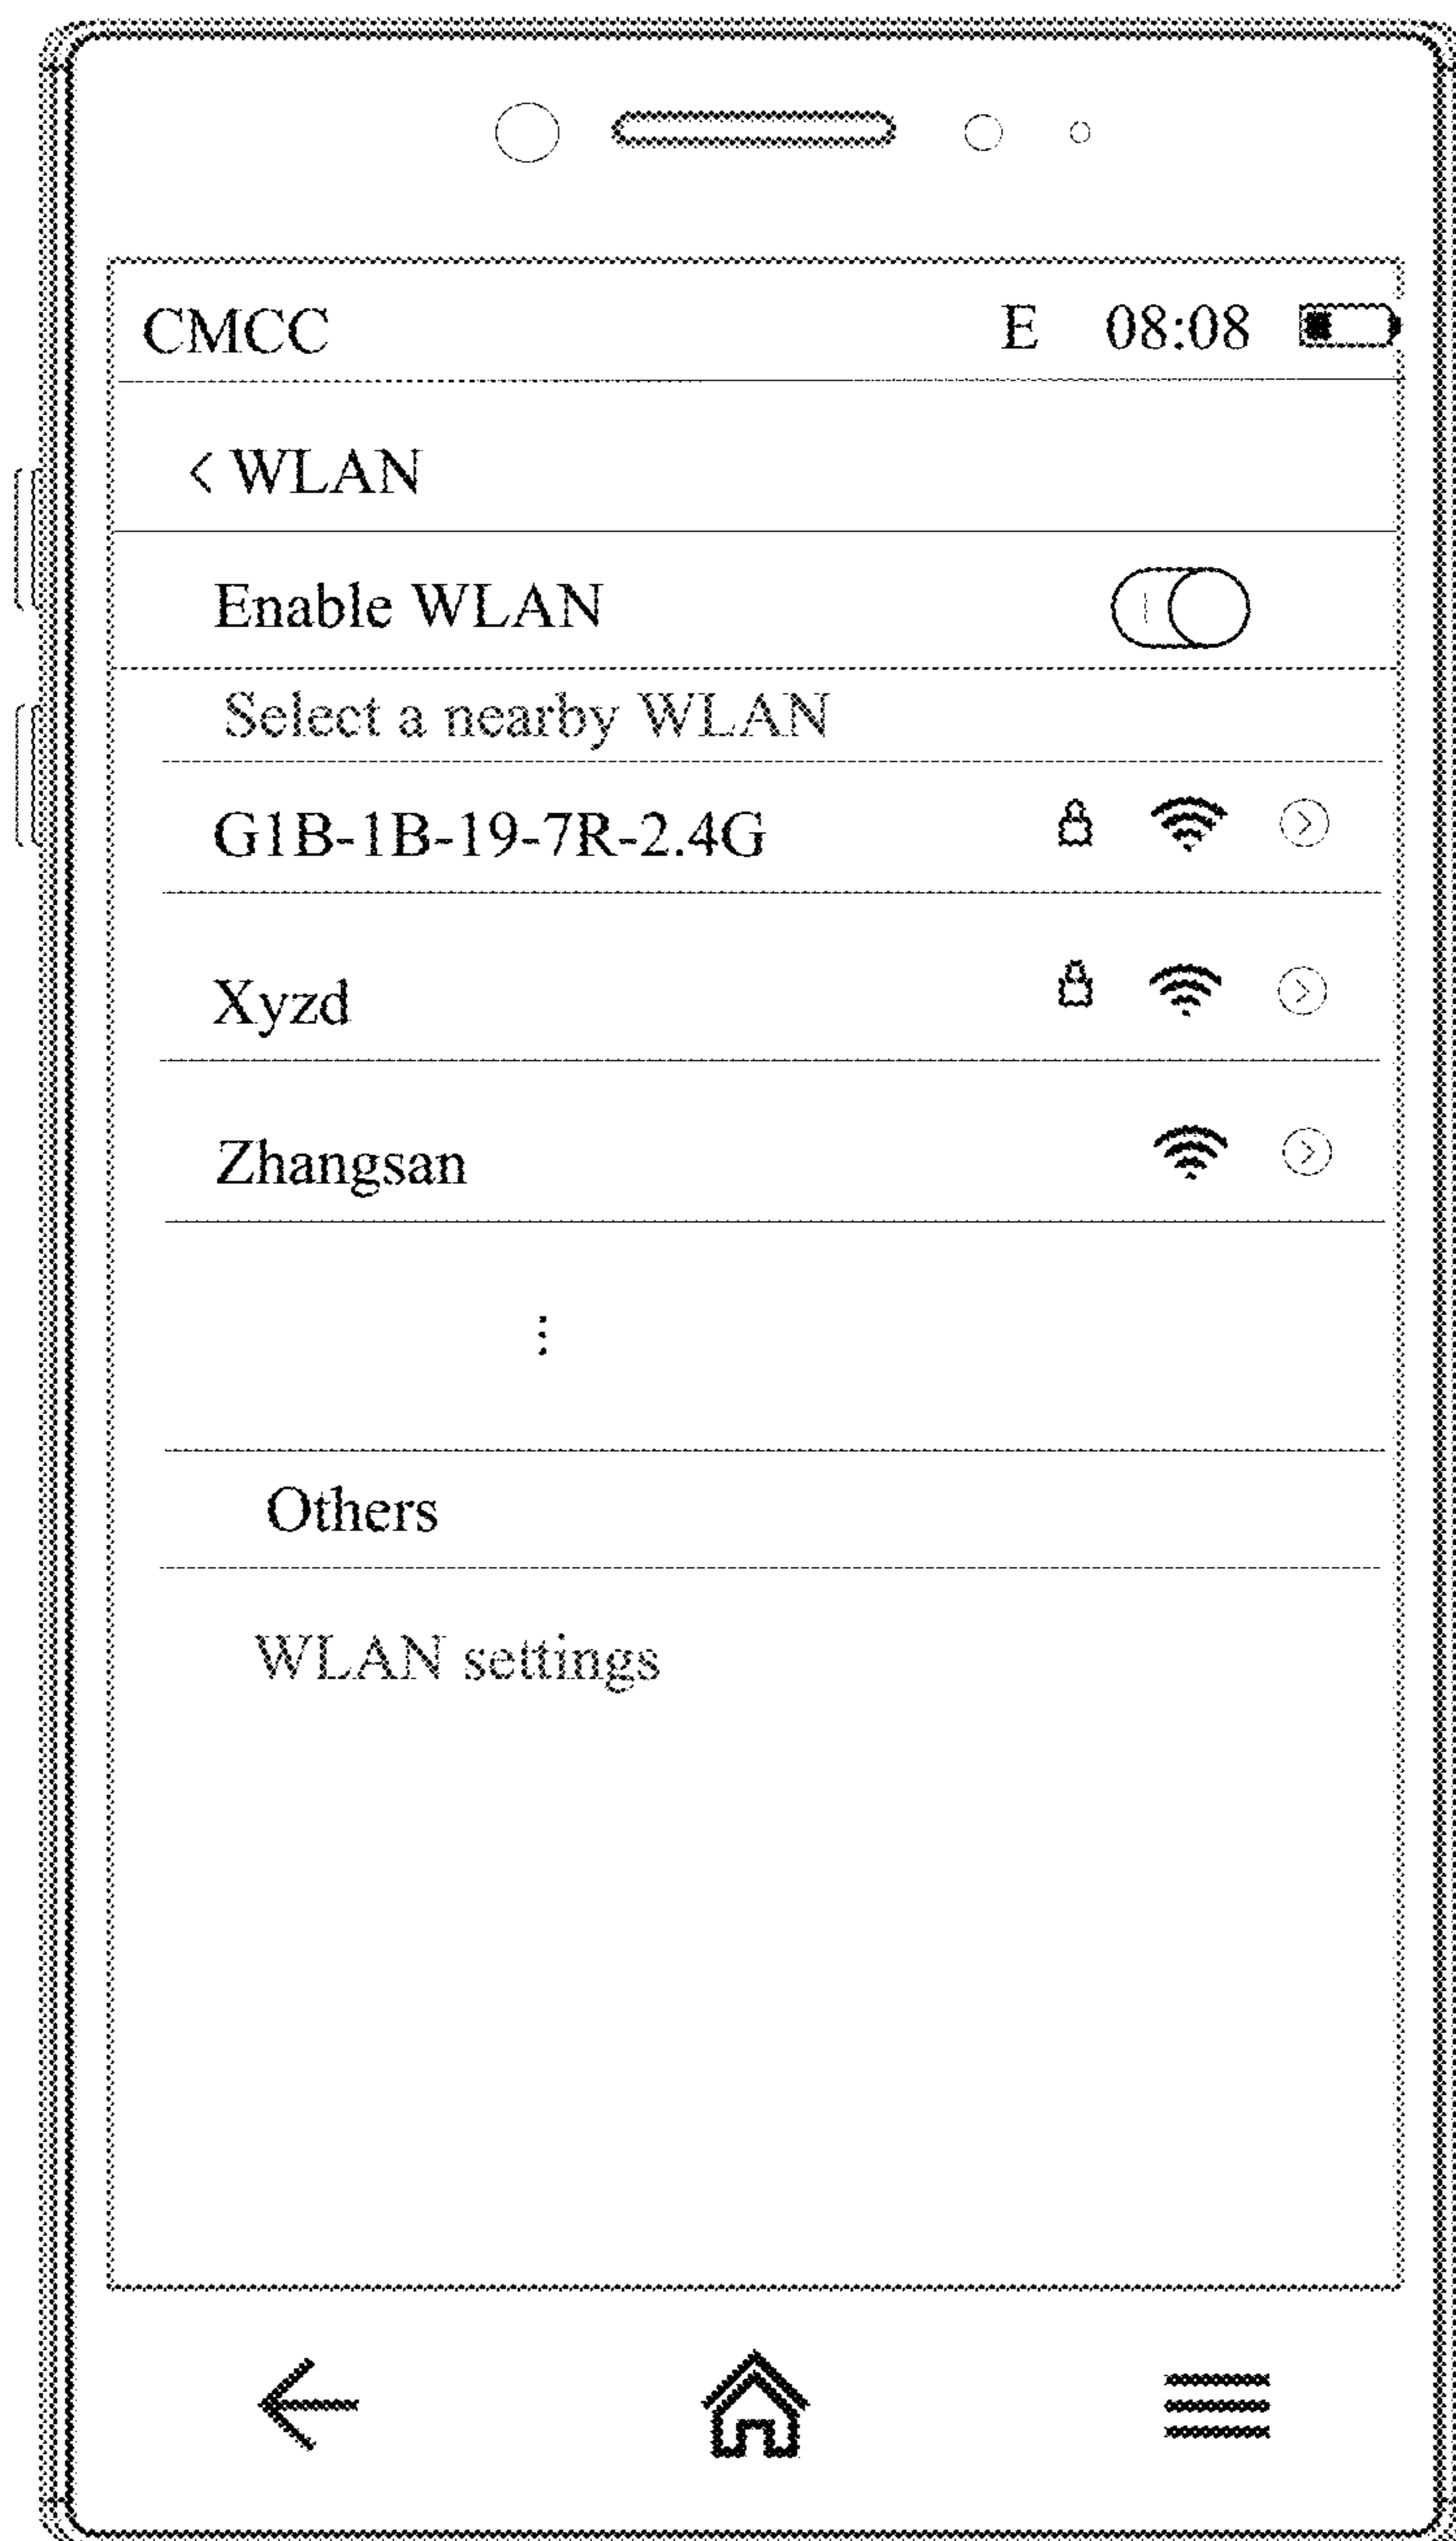 CMCC E 08:08
< WLAN
Enable WLAN
Select a nearby WLAN
G1B-1B-19-7R-2.4G
Xyzd
Zhangsan
⋮
Others
WLAN settings